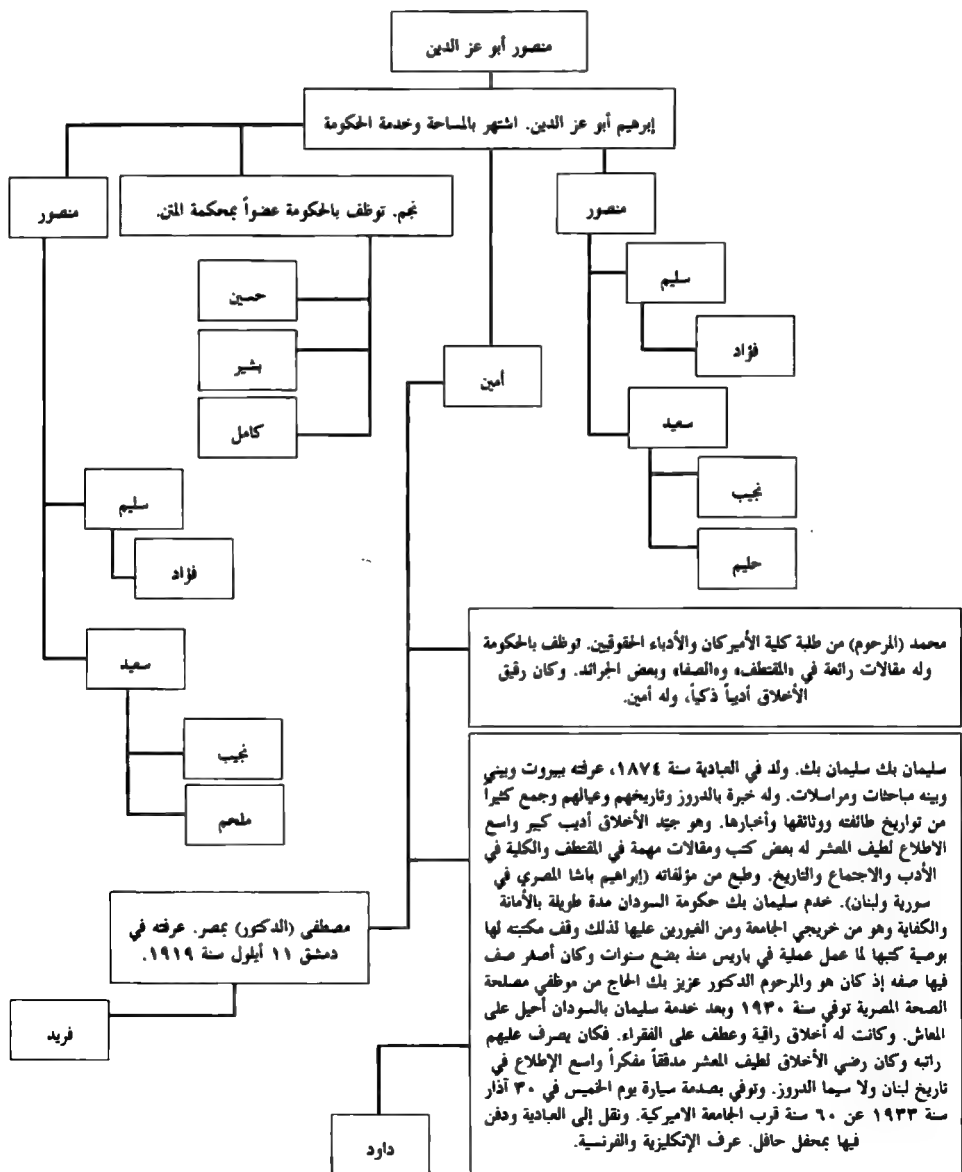 منصور أبو عز الدين
إبرهيم أبو عز الدين. اشتهر بالمساحة وخدمة الحكومة
منصور
سليم
فؤاد
سعيد
نجيب
حليم
أمين
نجم. توظف بالحكومة عضواً بمحكمة المتن.
حسين
بشير
كامل
منصور
سليم
فؤاد
سعيد
نجيب
ملحم
محمد (المرحوم) من طلبة كلية الأميركان والأدباء الحقوقيين. توظف بالحكومة
وله مقالات رائعة في «المقتطف» و«الصفا» وبعض الجرائد. وكان رقيق
الأخلاق أديباً ذكياً، وله أمين.
سليمان بك سليمان بك. ولد في العبادية سنة ١٨٧٤، عرفته ببيروت وبيني
وبينه مباحثات ومراسلات. وله خبرة بالدروز وتاريخهم وعيالهم وجمع كثيراً
من تواريخ طائفته ووثائقها وأخبارها. وهو جيّد الأخلاق أديب كبير واسع
الاطلاع لطيف المعشر له بعض كتب ومقالات مهمة في المقتطف والكلية في
الأدب والاجتماع والتاريخ. وطبع من مؤلفاته (إبراهيم باشا المصري في
سورية ولبنان). خدم سليمان بك حكومة السودان مدة طويلة بالأمانة
والكفاية وهو من خريجي الجامعة ومن الغيورين عليها لذلك وقف مكتبته لها
بوصية كتبها لما عمل عملية في باريس منذ بضع سنوات وكان أصغر صف
فيها صفه إذ كان هو والمرحوم الدكتور عزيز بك الحاج من موظفي مصلحة
الصحة المصرية توفي سنة ١٩٣٠ وبعد خدمة سليمان بالسودان أحيل على
المعاش. وكانت له أخلاق راقية وعطف على الفقراء. فكان يصرف عليهم
راتبه وكان رضي الأخلاق لطيف المعشر مدققاً مفكراً واسع الإطلاع في
تاريخ لبنان ولا سيما الدروز. وتوفي بصدمة سيارة يوم الخميس في ٣٠ آذار
سنة ١٩٣٣ عن ٦٠ سنة قرب الجامعة الاميركية. ونقل إلى العبادية ودفن
فيها بمحفل حافل. عرف الإنكليزية والفرنسية.
مصطفى (الدكتور) بمصر. عرفته في
دمشق ١١ أيلول سنة ١٩١٩.
فريد
داود